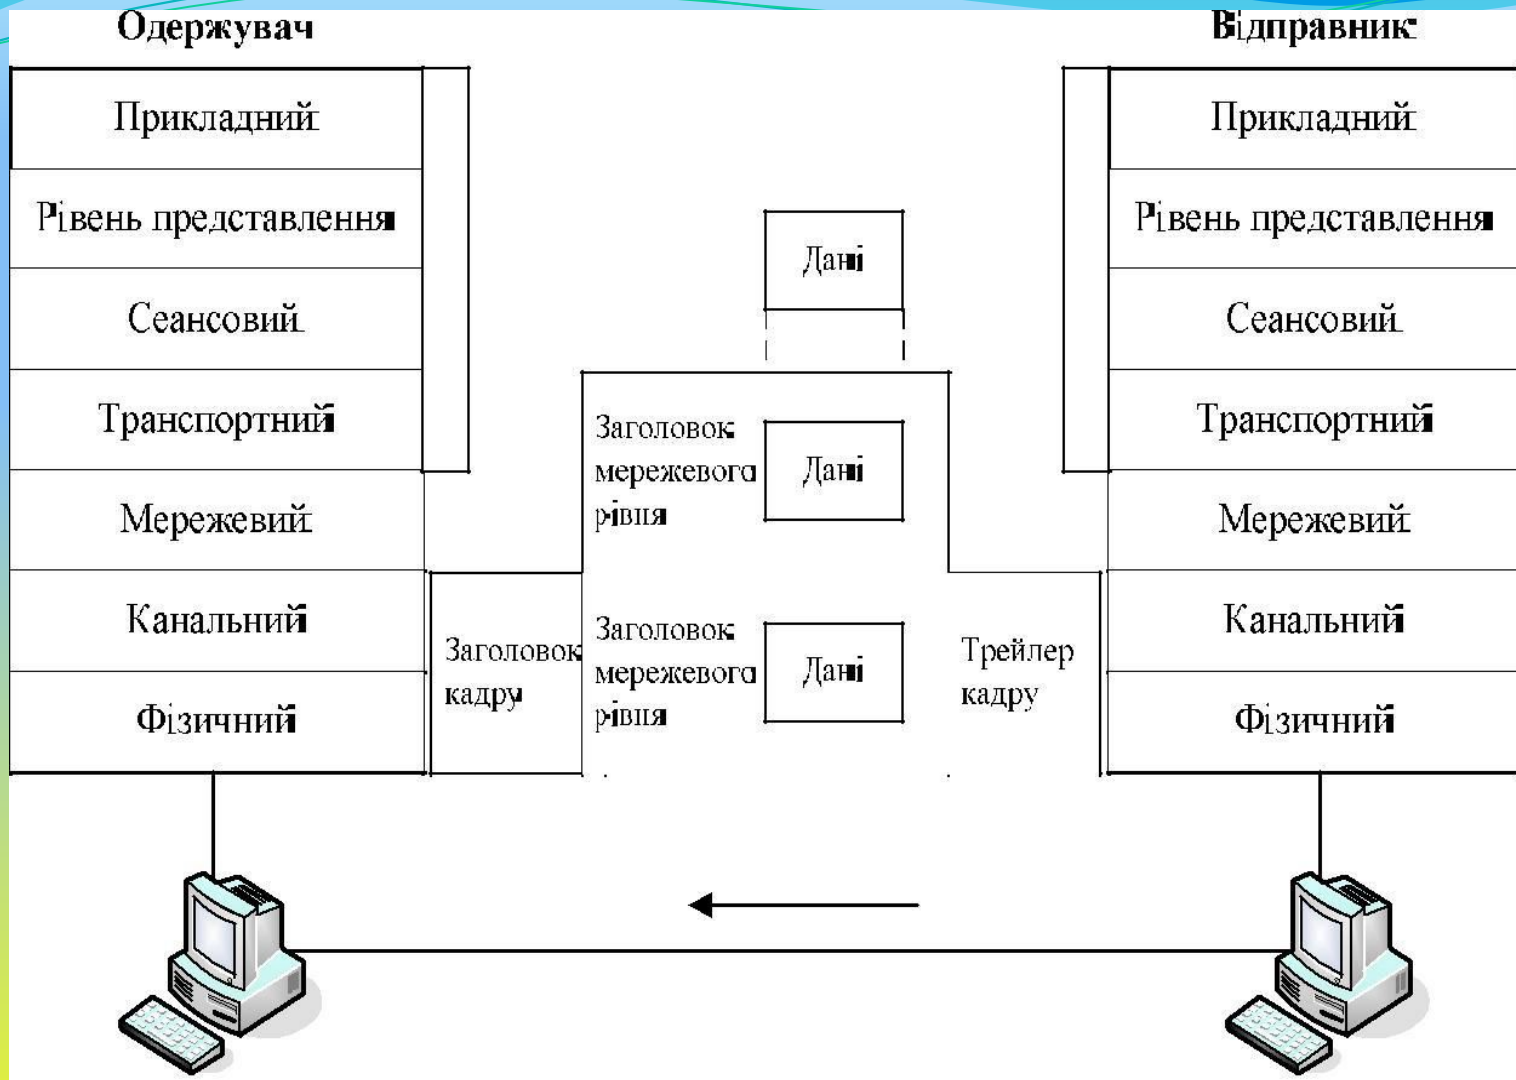 Одержувач
Прикладний
Рівень представлення
Сеансовий
Транспортний
Мережевий
Канальний
Фізичний
Дані
Заголовок
мережевого
рівня
Дані
Заголовок
кадру
Заголовок
мережевого
рівня
Дані
Трейлер
кадру
Відправник
Прикладний
Рівень представлення
Сеансовий
Транспортний
Мережевий
Канальний
Фізичний